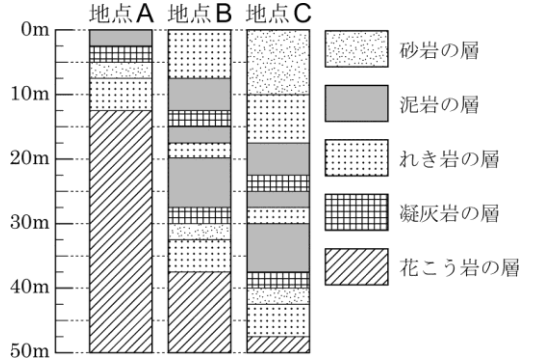 地点A 地点B 地点C
0m
10m
20m
30m
40m
50m
砂岩の層
泥岩の層
れき岩の層
凝灰岩の層
花こう岩の層